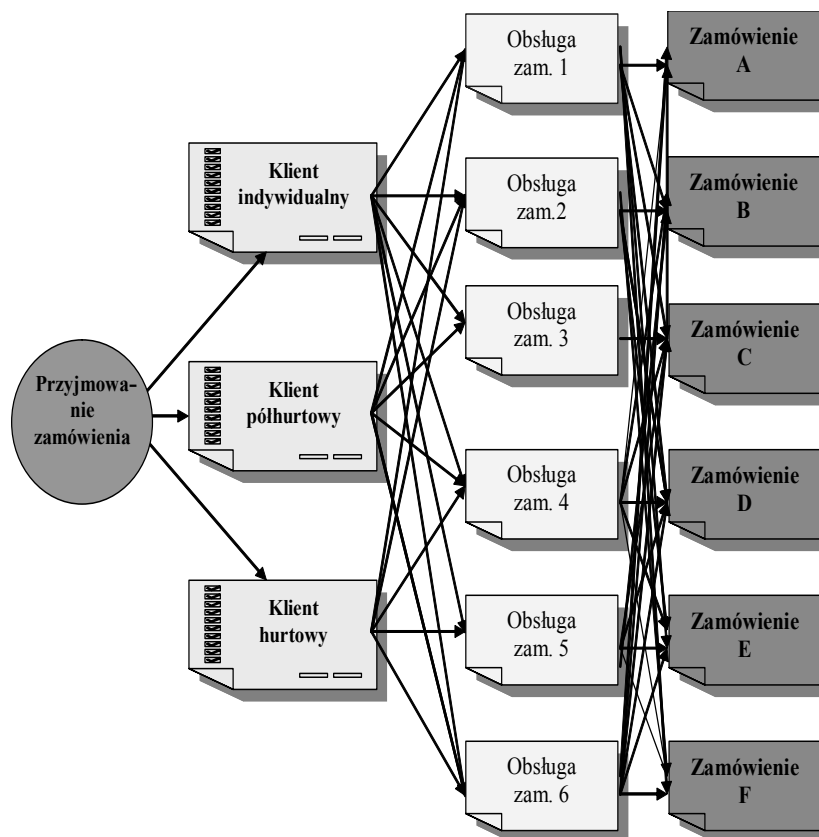 Przyjmowa-
nie
zamówienia
Klient
indywidualny
Klient
półhurtowy
Klient
hurtowy
Obsługa
zam. 1
Obsługa
zam.2
Obsługa
zam. 3
Obsługa
zam. 4
Obsługa
zam. 5
Obsługa
zam. 6
Zamówienie
A
Zamówienie
B
Zamówienie
C
Zamówienie
D
Zamówienie
E
Zamówienie
F